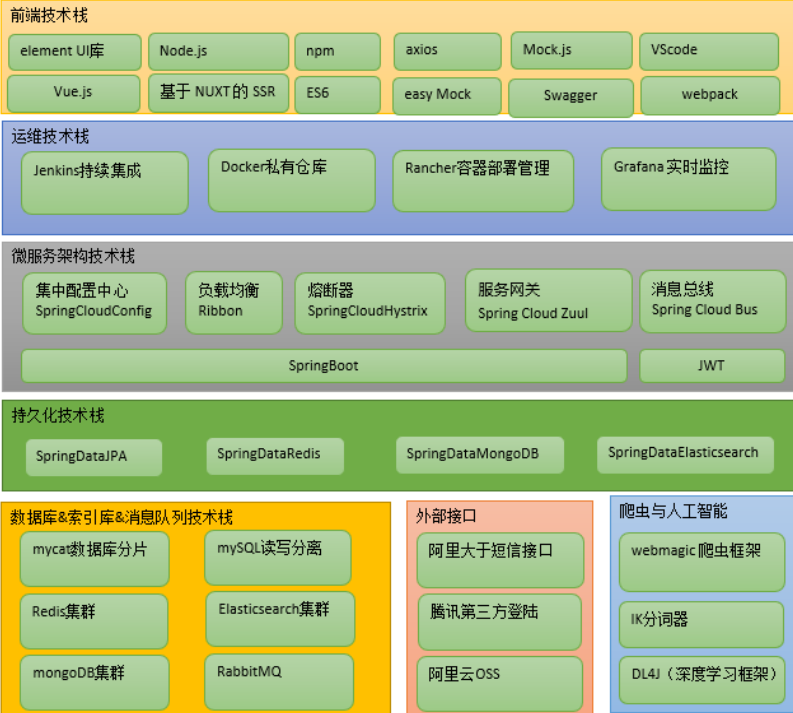 前端技术栈
element UI库
Node.js
npm
axios
Mock.js
VScode
Vue.js
基于 NUXT的 SSR
ES6
easy Mock
Swagger
webpack
运维技术栈
Jenkins持续集成
Docker私有仓库
Rancher容器部署管理
Grafana 实时监控
微服务架构技术栈
集中配置中心
SpringCloudConfig
负载均衡
Ribbon
熔断器
SpringCloudHystrix
服务网关
Spring Cloud Zuul
消息总线
Spring Cloud Bus
SpringBoot
JWT
持久化技术栈
SpringDataJPA
SpringDataRedis
SpringDataMongoDB
SpringDataElasticsearch
数据库&索引库&消息队列技术栈
mycat数据库分片
mySQL读写分离
Redis集群
Elasticsearch集群
mongoDB集群
RabbitMQ
外部接口
阿里大于短信接口
腾讯第三方登陆
阿里云OSS
爬虫与人工智能
webmagic 爬虫框架
IK分词器
DL4J（深度学习框架）